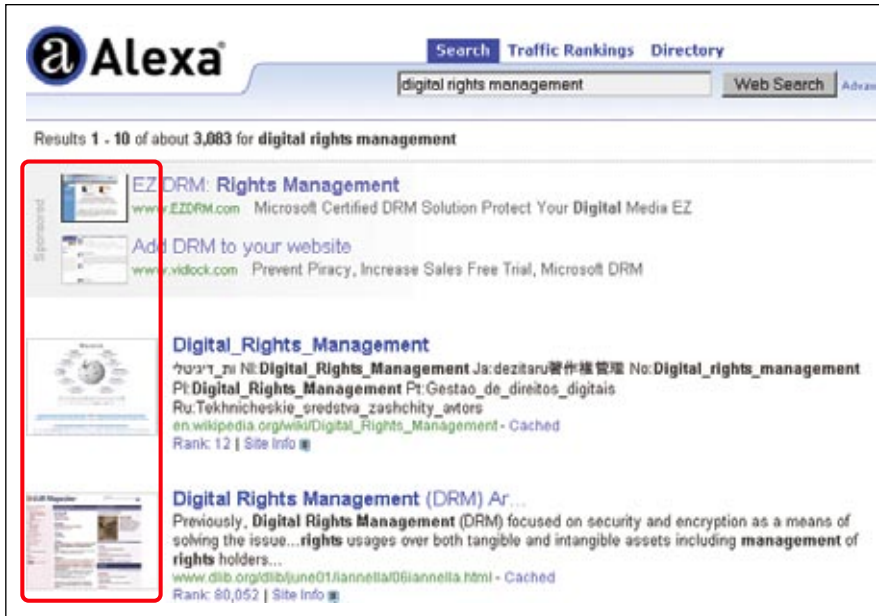 Alexa
Search Traffic Rankings Directory
digital rights management Web Search
Results 1 - 10 of about 3,083 for digital rights management
Sponsored
EZ DRM: Rights Management
www.EZDRM.com Microsoft Certified DRM Solution Protect Your Digital Media EZ
Add DRM to your website
www.vidlock.com Prevent Piracy, Increase Sales Free Trial, Microsoft DRM
Digital_Rights_Management
ות_דיגיטלי Nl:Digital_Rights_Management Ja:dezitaru著作権管理 No:Digital_rights_management
Pl:Digital_Rights_Management Pt:Gestao_de_direitos_digitais
Ru:Tekhnicheskie_sredstva_zashchity_avtors
en.wikipedia.org/wiki/Digital_Rights_Management - Cached
Rank: 12 | Site Info
Digital Rights Management (DRM) Ar...
Previously, Digital Rights Management (DRM) focused on security and encryption as a means of
solving the issue...rights usages over both tangible and intangible assets including management of
rights holders...
www.dlib.org/dlib/june01/iannella/06iannella.html - Cached
Rank: 80,052 | Site Info